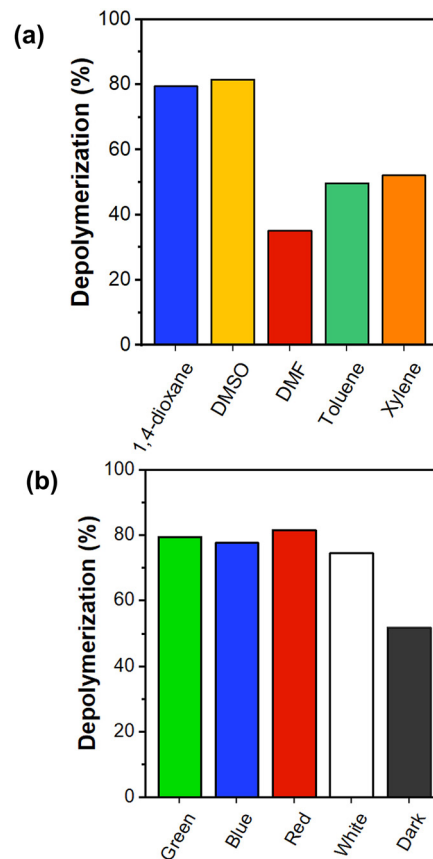 (a)
Depolymerization (%)
100
80
60
40
20
0
1,4-dioxane
DMSO
DMF
Toluene
Xylene
(b)
Depolymerization (%)
100
80
60
40
20
0
Green
Blue
Red
White
Dark